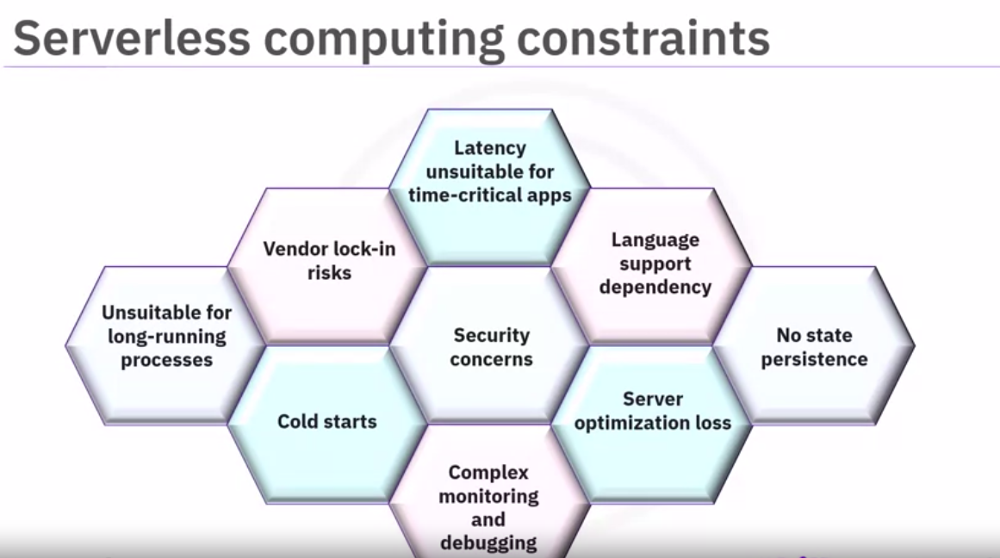 Serverless computing constraints
Latency
unsuitable for
time-critical apps
Vendor lock-in
risks
Language
support
dependency
Unsuitable for
long-running
processes
Security
concerns
No state
persistence
Cold starts
Server
optimization loss
Complex
monitoring
and
debugging